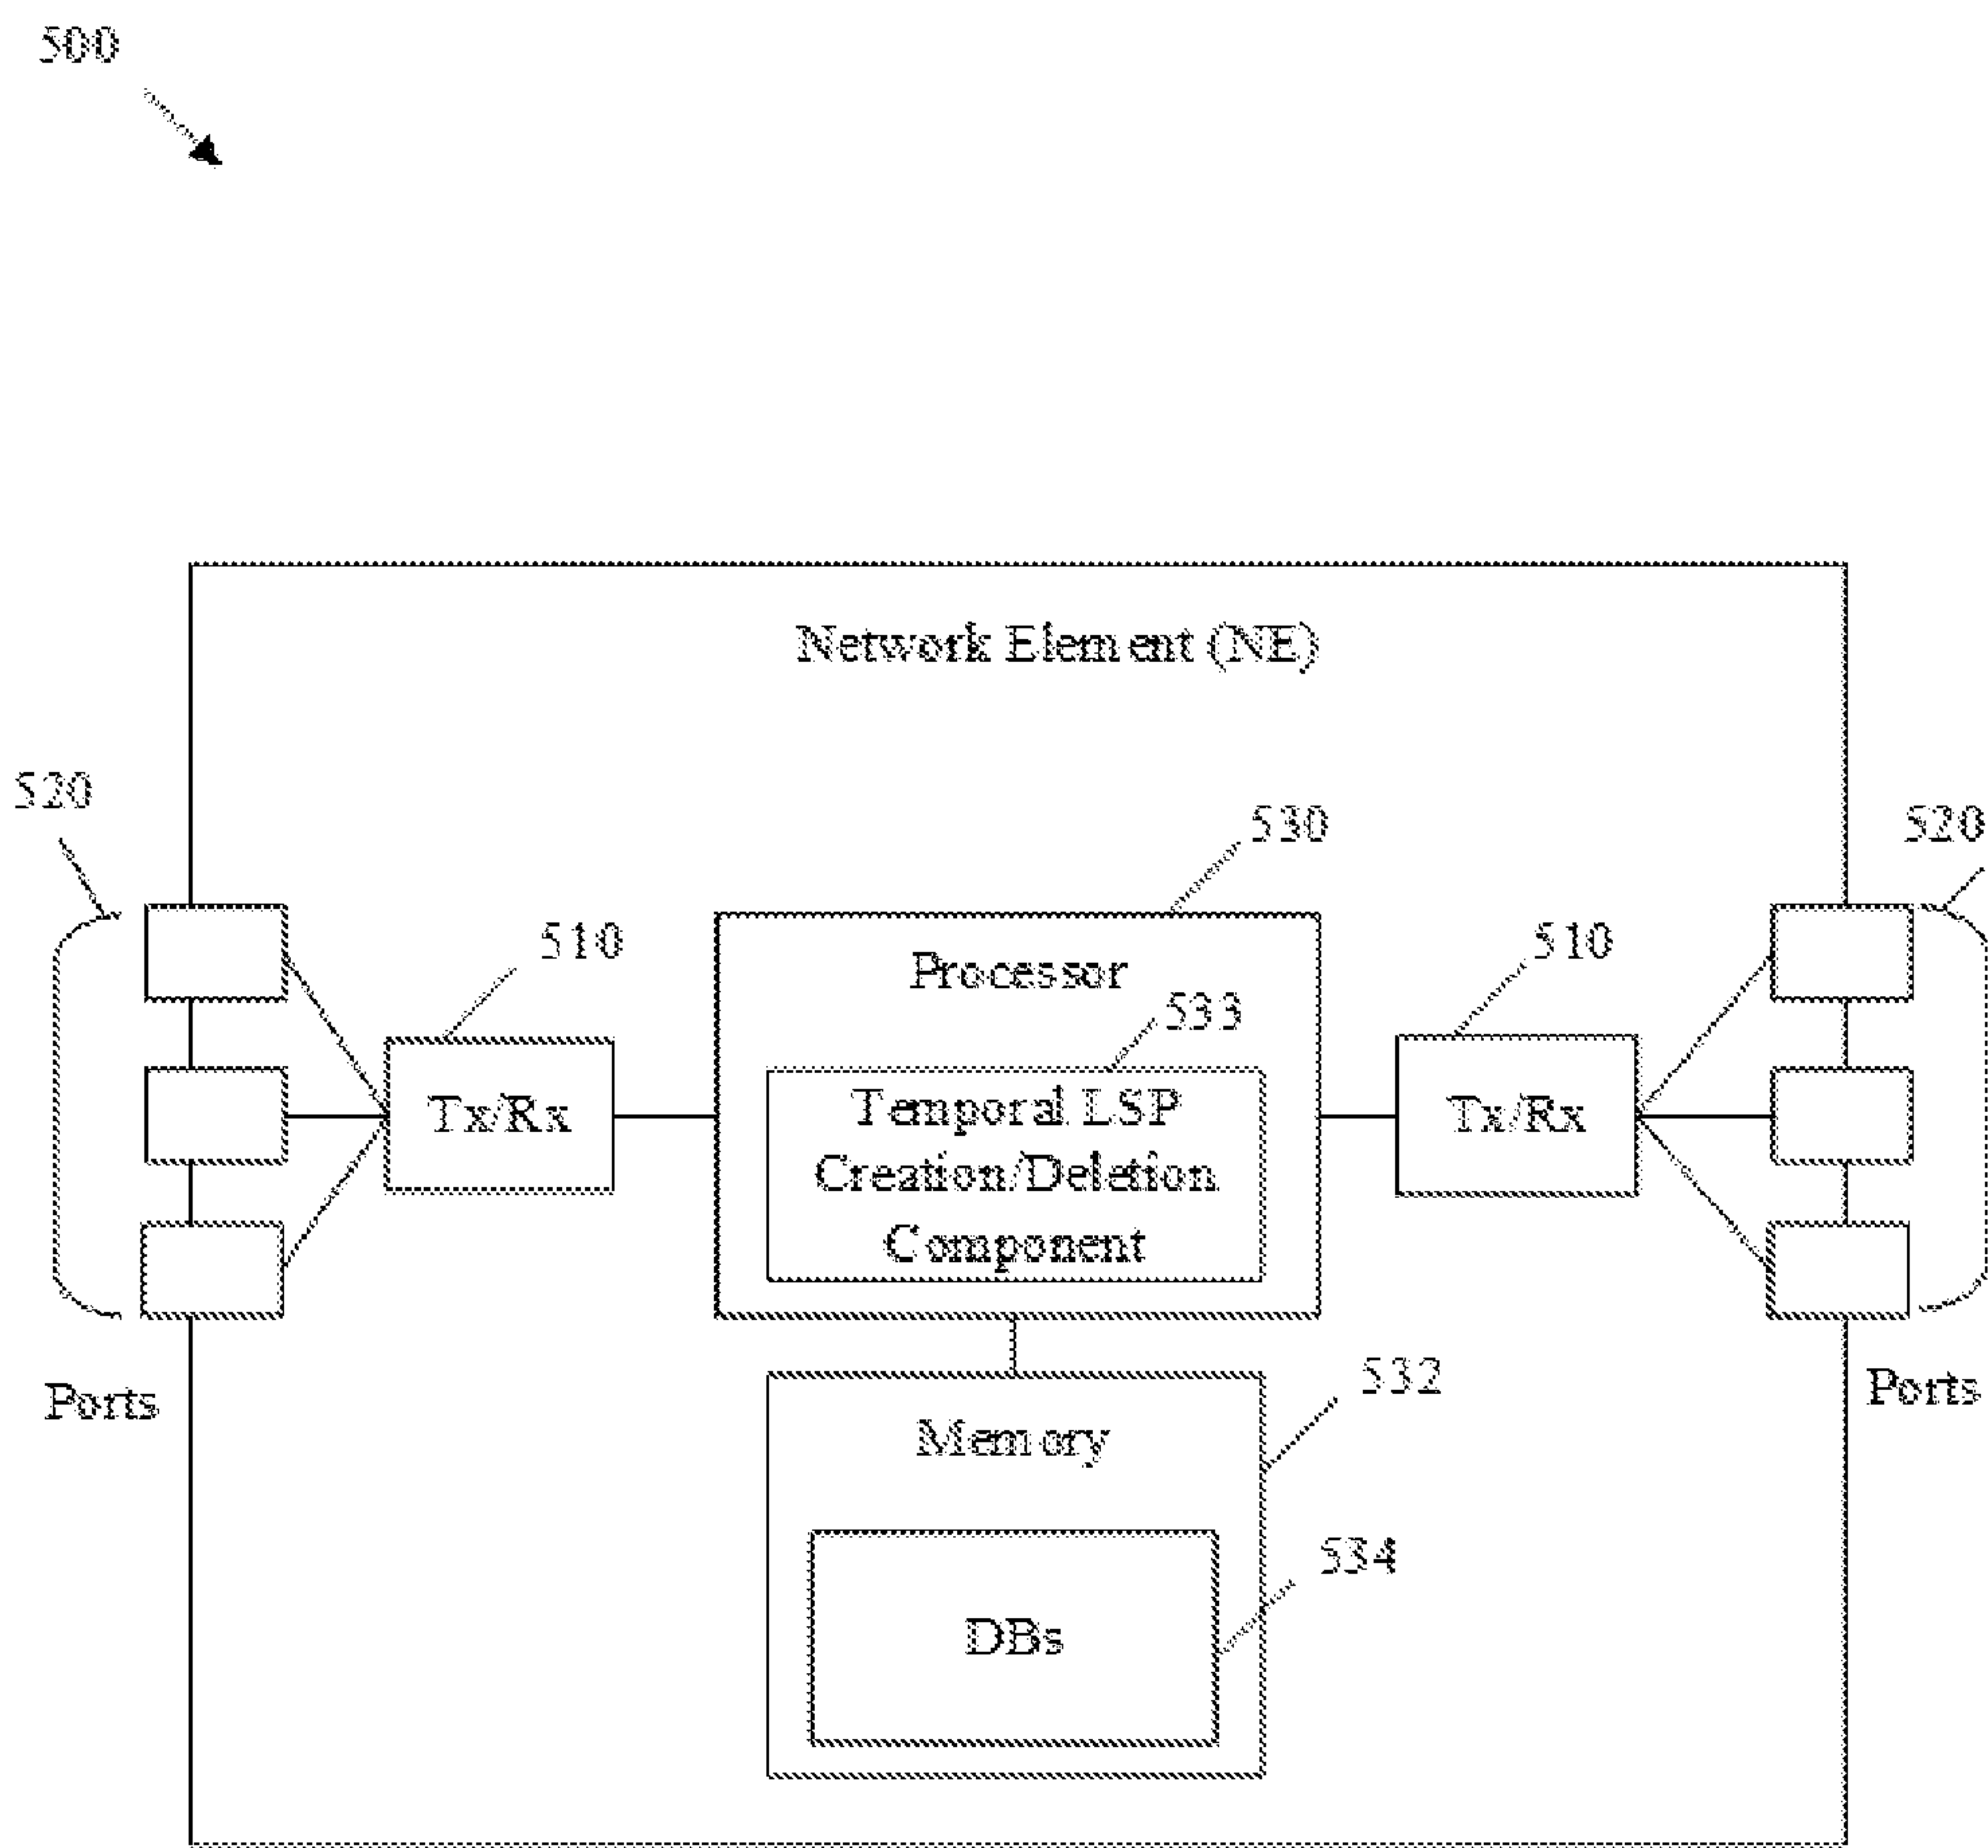 500
Network Element (NE)
520
530
520
510
Processor
510
533
Tx/Rx
Temporal LSP
Creation/Deletion
Component
Tx/Rx
Ports
532
Ports
Memory
534
DBs